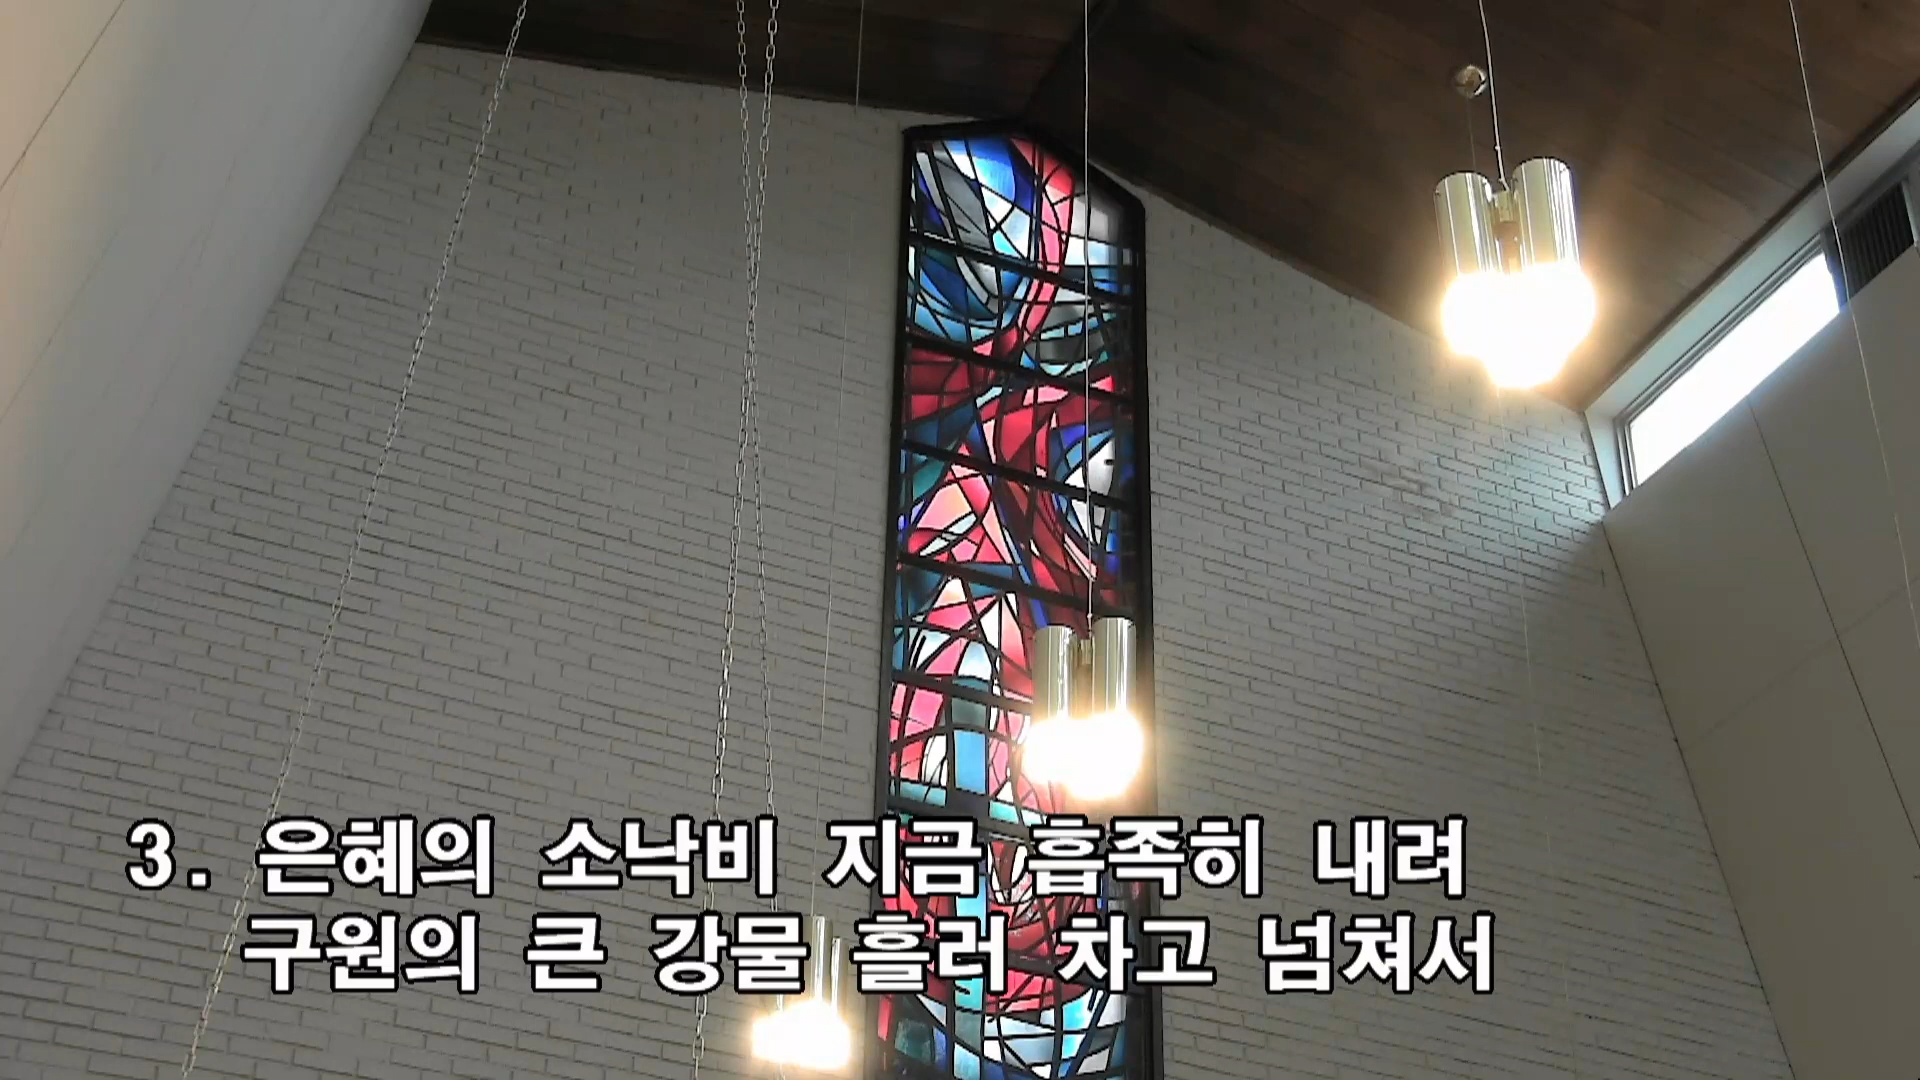 3. 은혜의 소낙비 지금 흡족히 내려
구원의 큰 강물 흘러 차고 넘쳐서